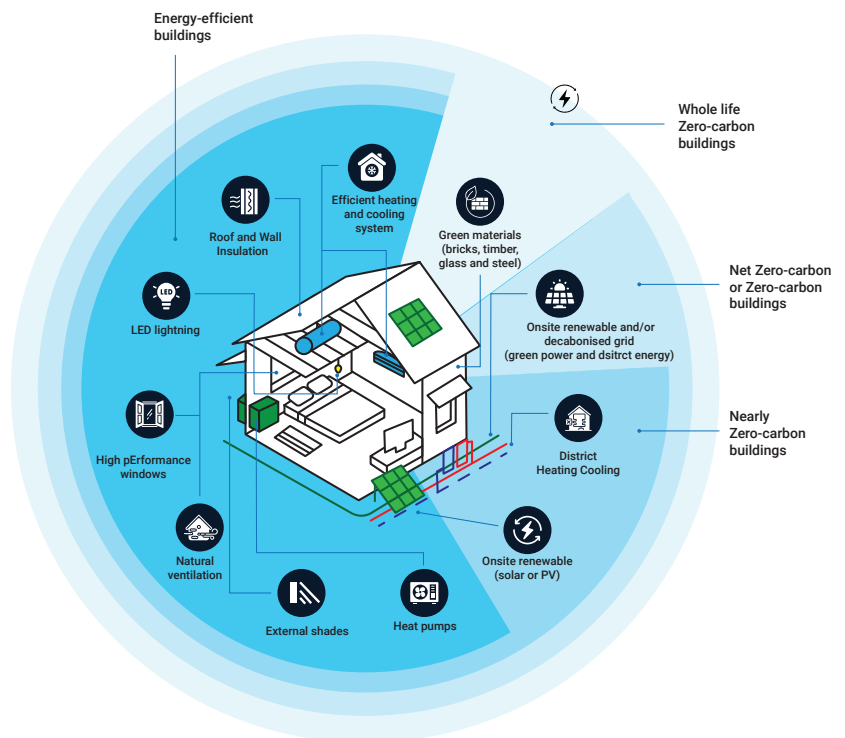 Energy-efficient
buildings
Whole life
Zero-carbon
buildings
Efficient heating
and cooling
system
Roof and Wall
Insulation
Green materials
(bricks, timber,
glass and steel)
Net Zero-carbon
or Zero-carbon
buildings
LED
LED lightning
Onsite renewable and/or
decabonised grid
(green power and dsitrct energy)
Nearly
Zero-carbon
buildings
High pErformance
windows
District
Heating Cooling
Natural
ventilation
Onsite renewable
(solar or PV)
External shades
Heat pumps